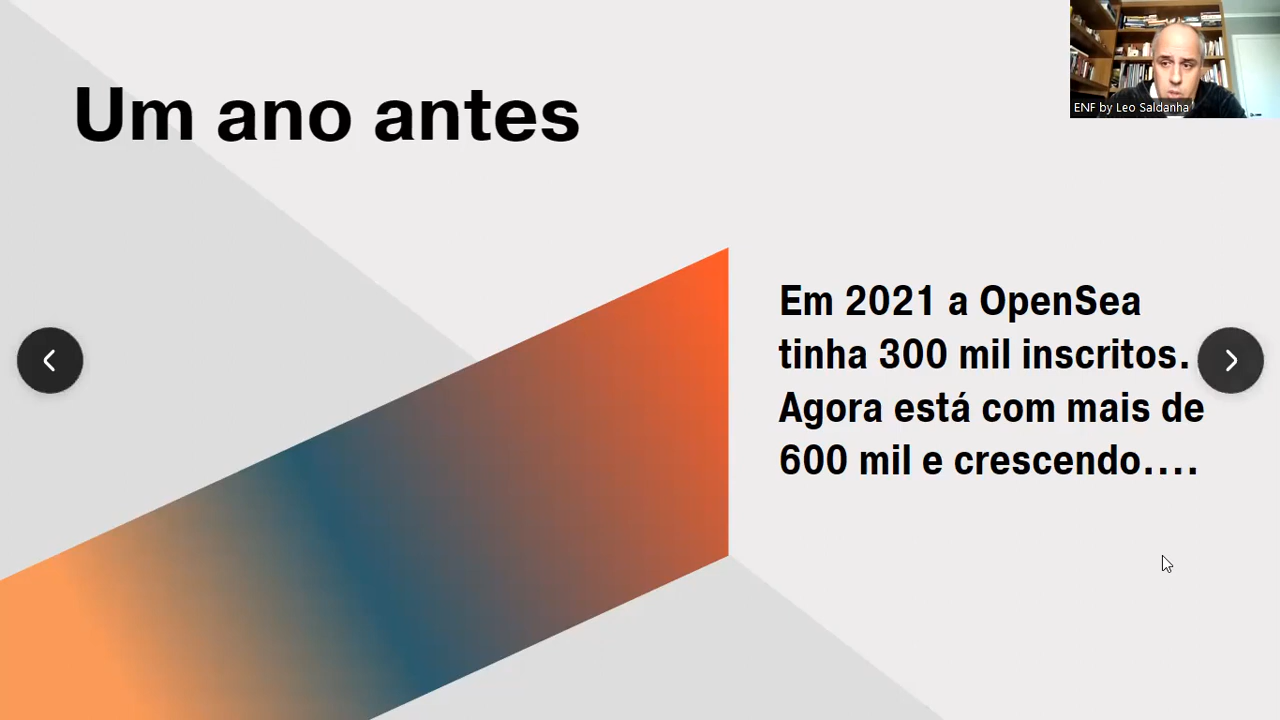 Um ano antes
ENF by Leo Saldanha
Em 2021 a OpenSea
tinha 300 mil inscritos.
Agora está com mais de
600 mil e crescendo....